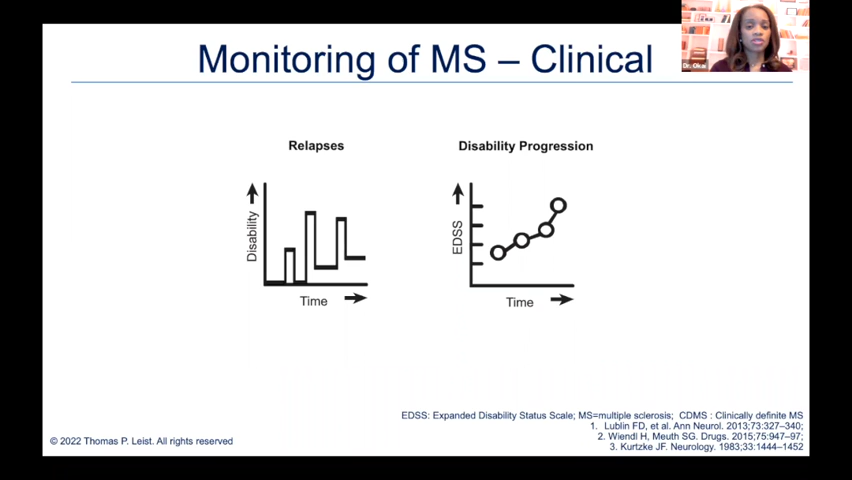 Monitoring of MS – Clinical
Dr. Okai
Relapses
Disability
Time
Disability Progression
EDSS
Time
EDSS: Expanded Disability Status Scale; MS=multiple sclerosis; CDMS : Clinically definite MS
1. Lublin FD, et al. Ann Neurol. 2013;73:327–340;
2. Wiendl H, Meuth SG. Drugs. 2015;75:947–97;
3. Kurtzke JF. Neurology. 1983;33:1444–1452
© 2022 Thomas P. Leist. All rights reserved